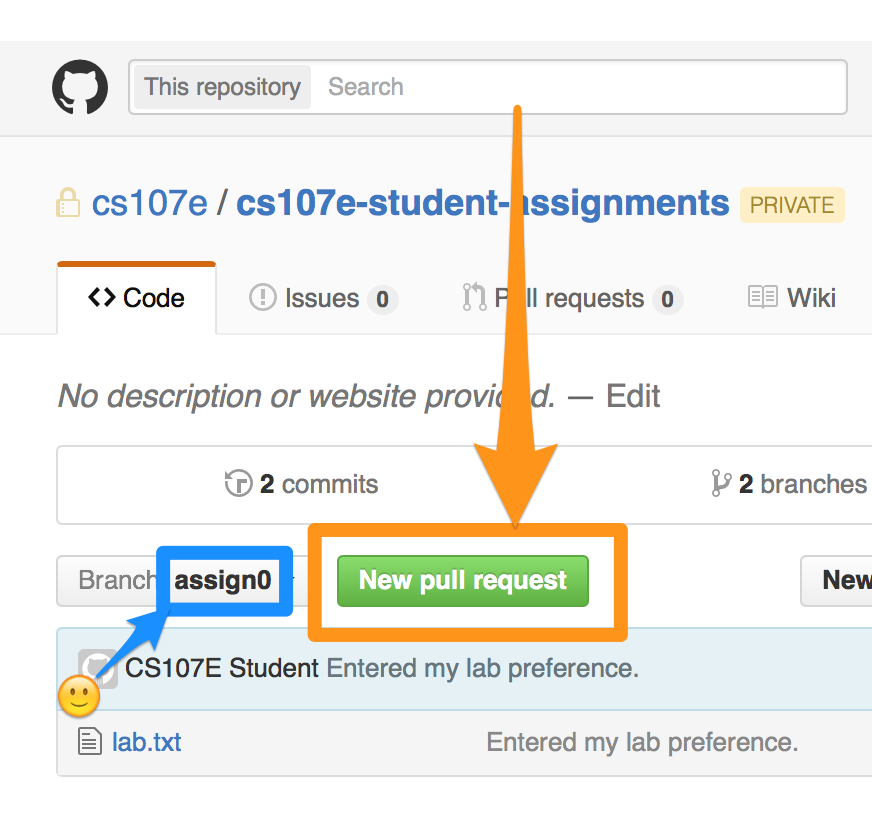 This repository Search
cs107e / cs107e-student-assignments PRIVATE
Code Issues 0 Pull requests 0 Wiki
No description or website provided. — Edit
2 commits 2 branches
Branch assign0 New pull request New
CS107E Student Entered my lab preference.
lab.txt Entered my lab preference.